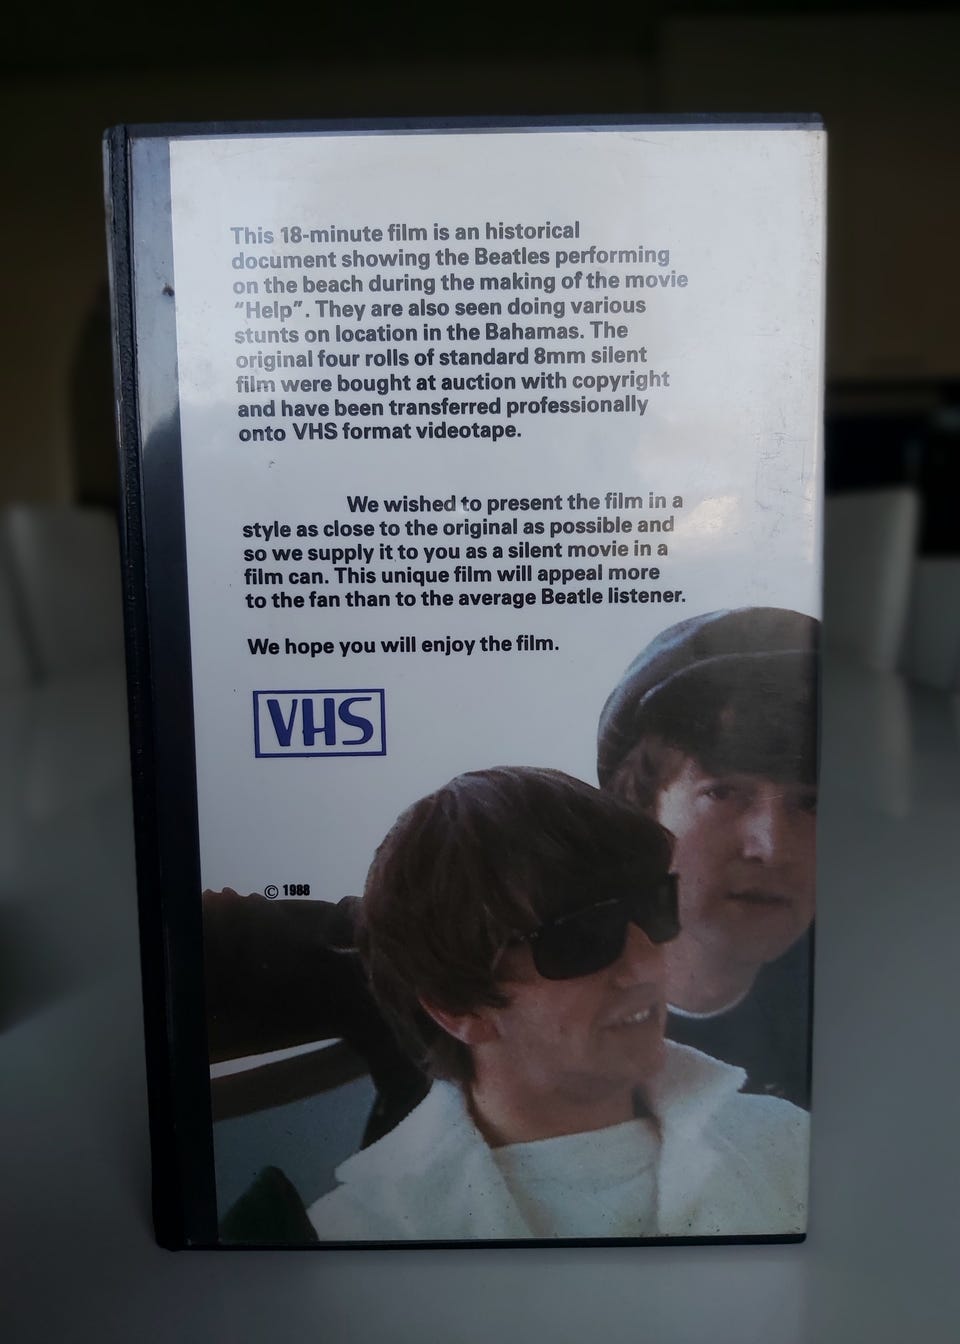 This 18-minute film is an historical
document showing the Beatles performing
on the beach during the making of the movie
“Help”. They are also seen doing various
stunts on location in the Bahamas. The
original four rolls of standard 8mm silent
film were bought at auction with copyright
and have been transferred professionally
onto VHS format videotape.
We wished to present the film in a
style as close to the original as possible and
so we supply it to you as a silent movie in a
film can. This unique film will appeal more
to the fan than to the average Beatle listener.
We hope you will enjoy the film.
VHS
© 1988